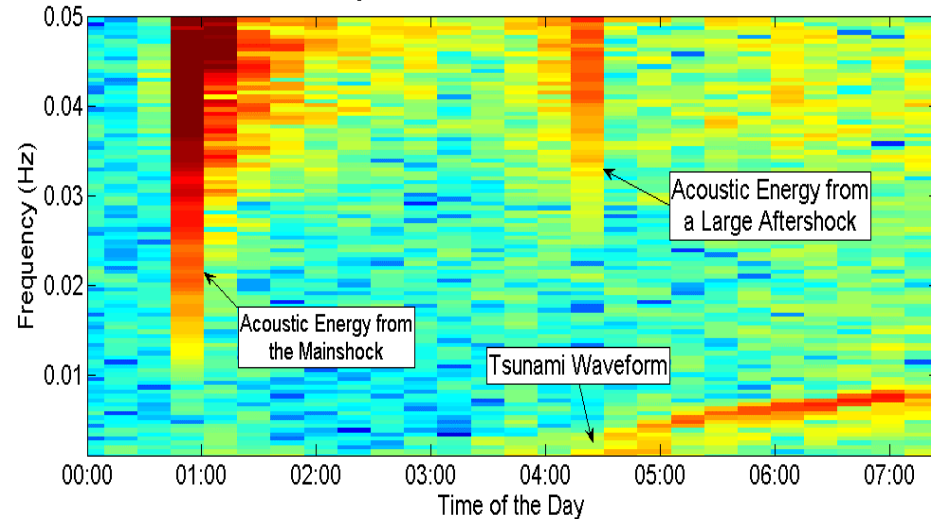 0.05
0.04
0.03
0.02
0.01
Frequency (Hz)
Acoustic Energy from
a Large Aftershock
Acoustic Energy from
the Mainshock
Tsunami Waveform
00:00 01:00 02:00 03:00 04:00 05:00 06:00 07:00
Time of the Day